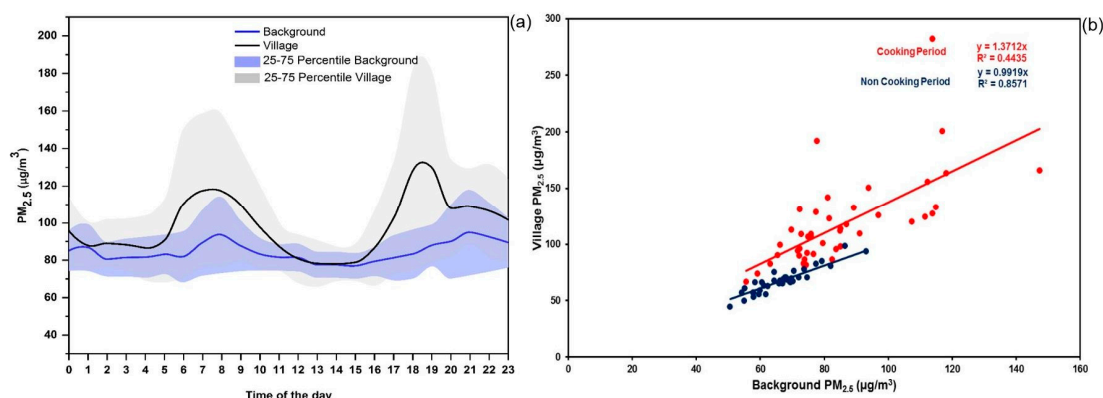 (a)
Background
Village
25-75 Percentile Background
25-75 Percentile Village
PM2.5 (µg/m³)
200
180
160
140
120
100
80
60
40
0 1 2 3 4 5 6 7 8 9 10 11 12 13 14 15 16 17 18 19 20 21 22 23
Time of the day
(b)
Cooking Period
y = 1.3712x
R² = 0.4435
Non Cooking Period
y = 0.9919x
R² = 0.8571
Village PM2.5 (µg/m³)
300
250
200
150
100
50
0
0 20 40 60 80 100 120 140 160
Background PM2.5 (µg/m³)